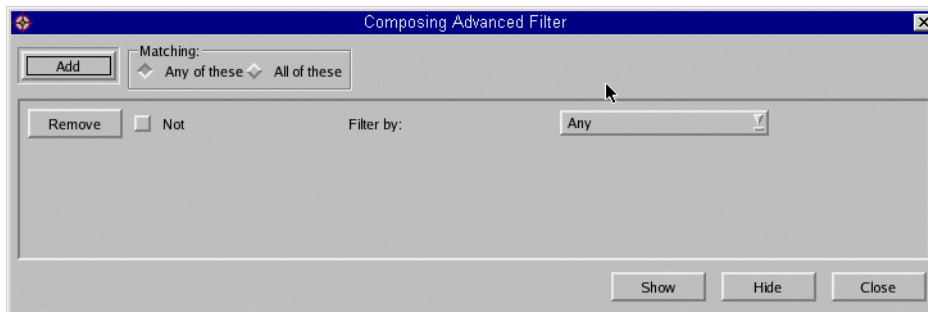 Composing Advanced Filter
Matching:
Add
Any of these
All of these
Remove
Not
Filter by:
Any
Show
Hide
Close